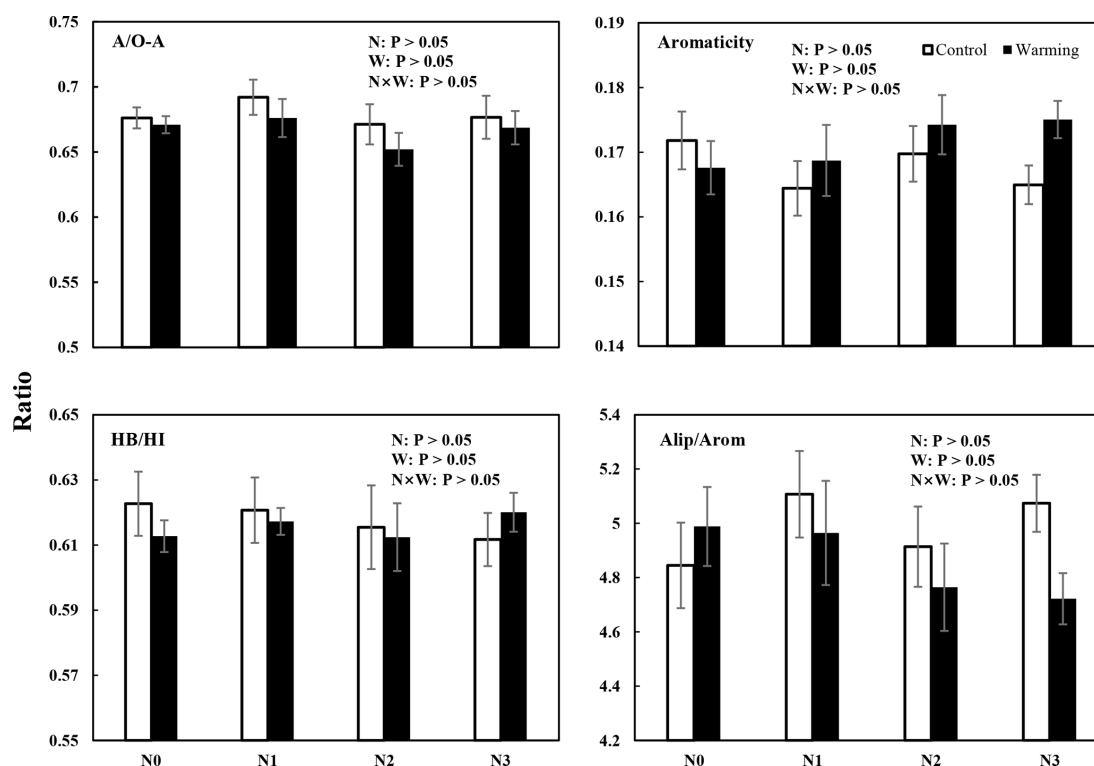 Ratio
A/O-A
N: P > 0.05
W: P > 0.05
N×W: P > 0.05
0.75
0.7
0.65
0.6
0.55
0.5
Aromaticity
N: P > 0.05
W: P > 0.05
N×W: P > 0.05
Control Warming
0.19
0.18
0.17
0.16
0.15
0.14
HB/HI
N: P > 0.05
W: P > 0.05
N×W: P > 0.05
0.65
0.63
0.61
0.59
0.57
0.55
N0 N1 N2 N3
Alip/Arom
N: P > 0.05
W: P > 0.05
N×W: P > 0.05
5.4
5.2
5
4.8
4.6
4.4
4.2
N0 N1 N2 N3